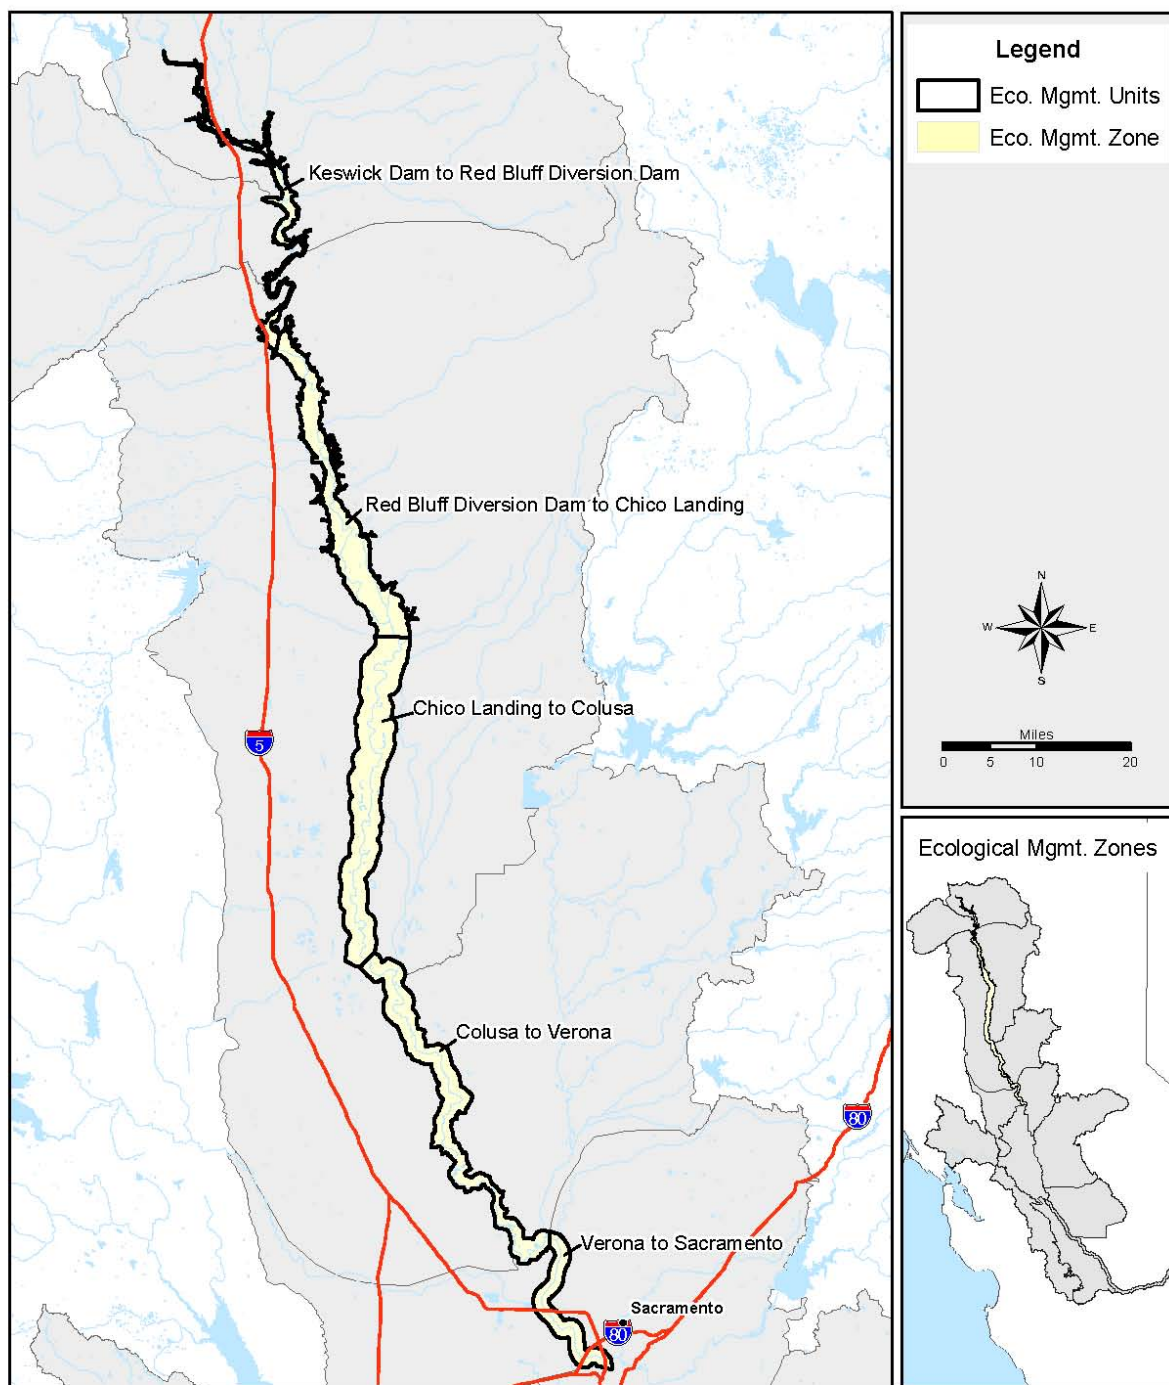 Keswick Dam to Red Bluff Diversion Dam
Red Bluff Diversion Dam to Chico Landing
5
Chico Landing to Colusa
Colusa to Verona
80
Verona to Sacramento
Sacramento
80
Legend
Eco. Mgmt. Units
Eco. Mgmt. Zone
N
W
E
S
Miles
0 5 10 20
Ecological Mgmt. Zones